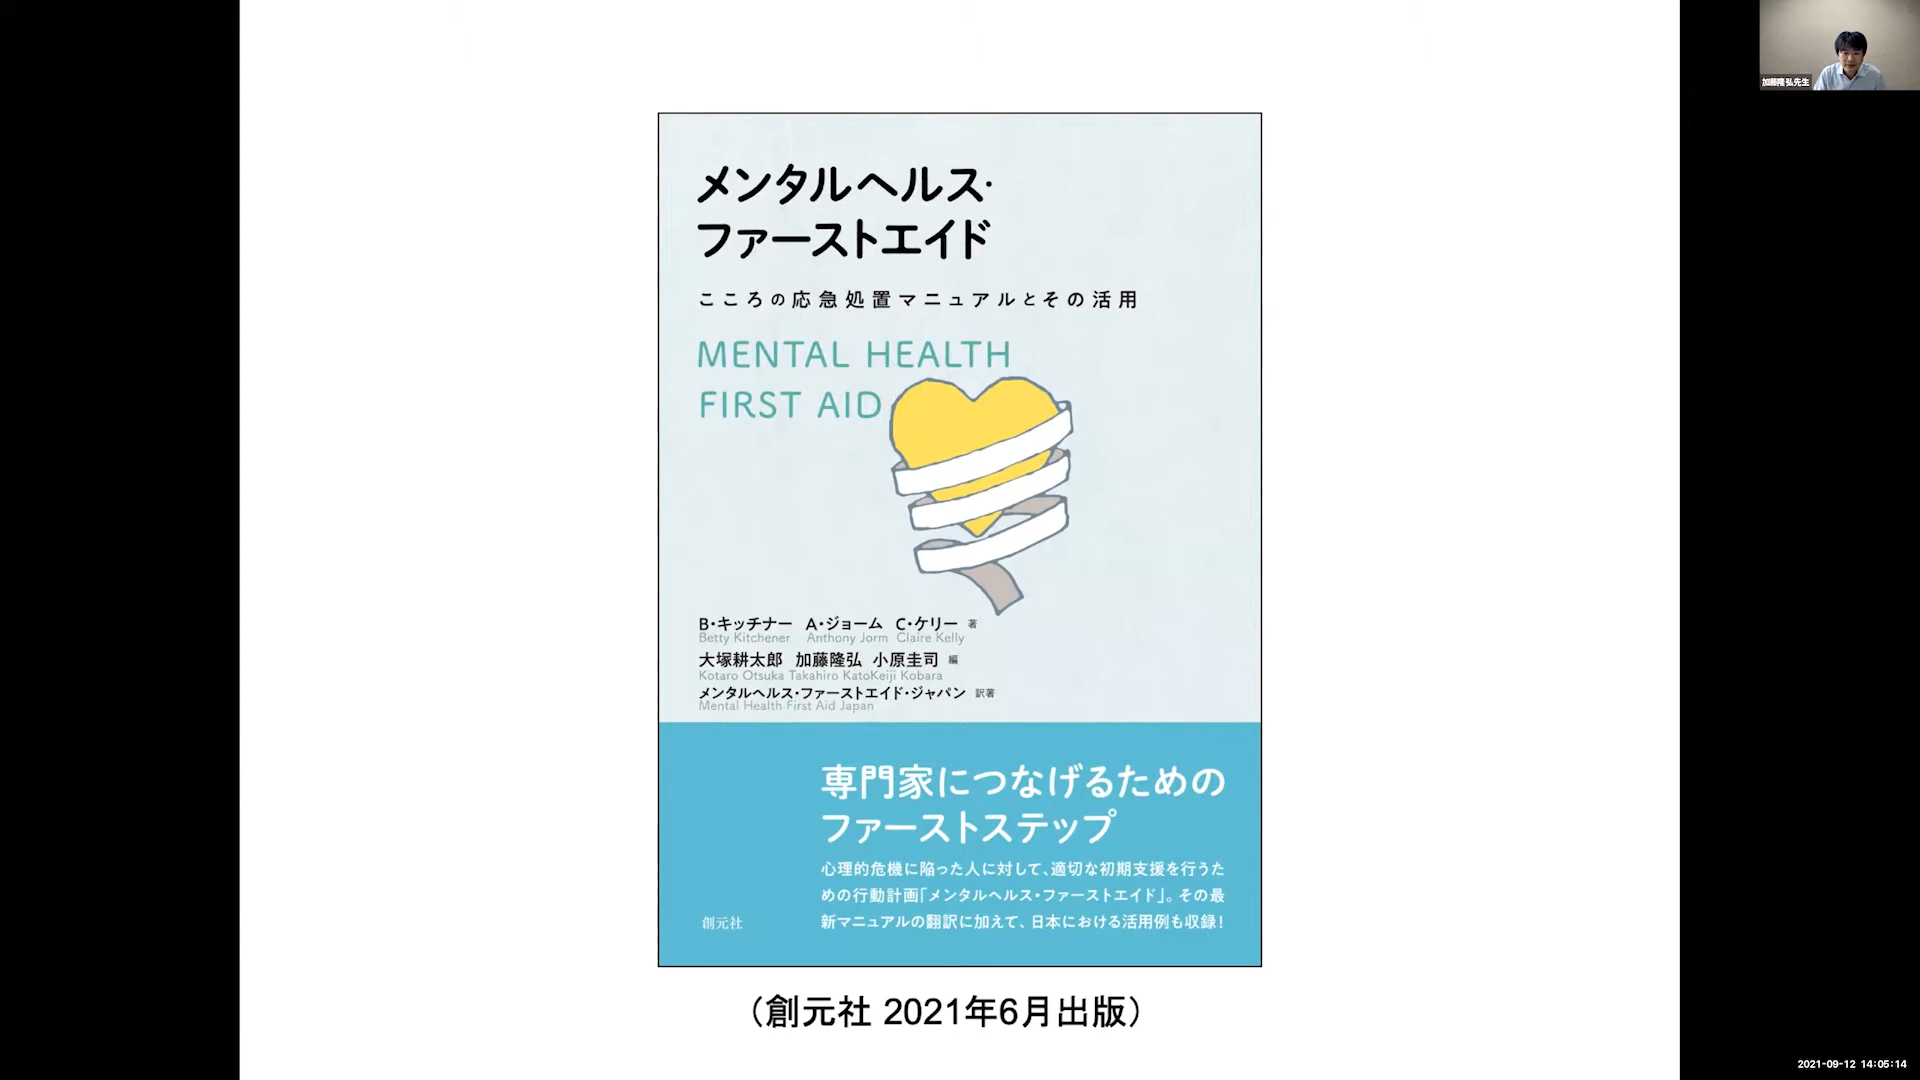 加藤隆弘先生
メンタルヘルス・
ファーストエイド
こころの応急処置マニュアルとその活用
MENTAL HEALTH
FIRST AID
B・キッチナー A・ジョーム C・ケリー 著
Betty Kitchener Anthony Jorm Claire Kelly
大塚耕太郎 加藤隆弘 小原圭司 編
Kotaro Otsuka Takahiro KatoKeiji Kobara
メンタルヘルス・ファーストエイド・ジャパン 訳著
Mental Health First Aid Japan
専門家につなげるための
ファーストステップ
心理的危機に陥った人に対して、適切な初期支援を行うた
めの行動計画「メンタルヘルス・ファーストエイド」。その最
新マニュアルの翻訳に加えて、日本における活用例も収録!
創元社
（創元社 2021年6月出版）
2021-09-12 14:05:14